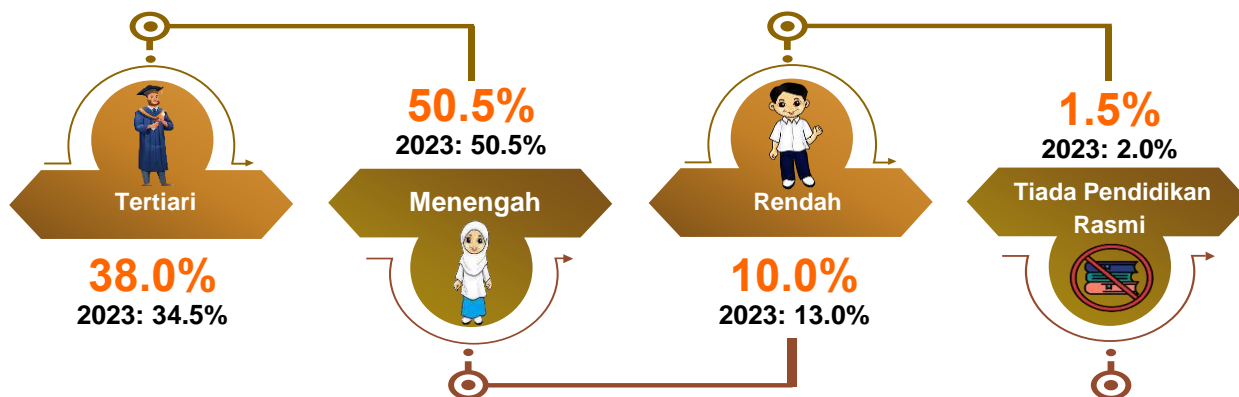 Tertiari
38.0%
2023: 34.5%
50.5%
2023: 50.5%
Menengah
Rendah
10.0%
2023: 13.0%
1.5%
2023: 2.0%
Tiada Pendidikan
Rasmi